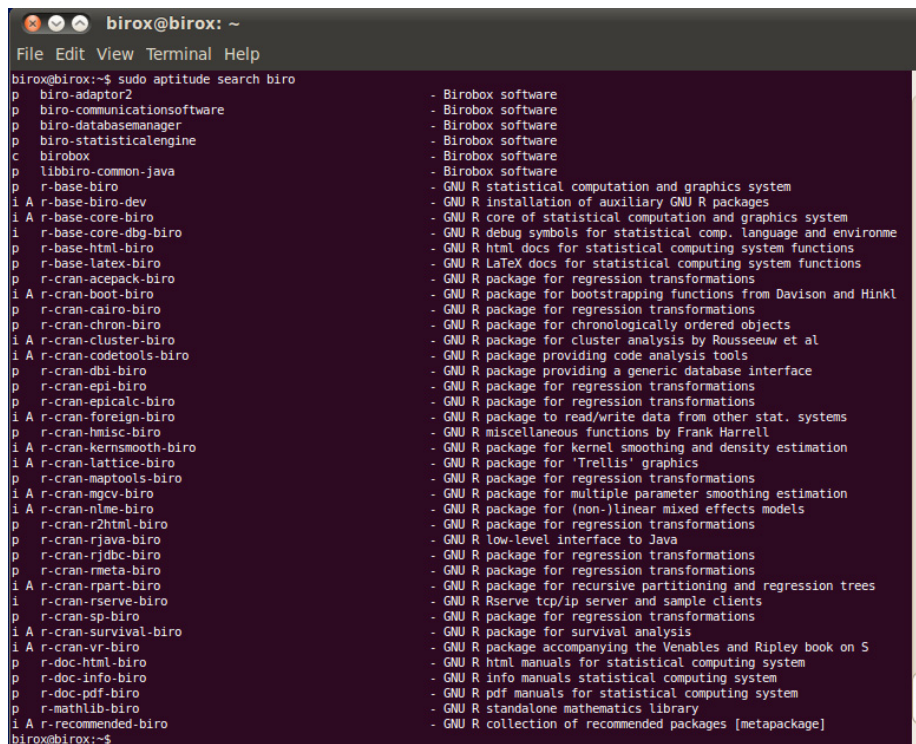 birox@birox: ~
File Edit View Terminal Help
birox@birox:~$ sudo aptitude search biro
p biro-adaptor2 - Birobox software
p biro-communicationsoftware - Birobox software
p biro-databasemanager - Birobox software
p biro-statisticalengine - Birobox software
c birobox - Birobox software
p libbiro-common-java - Birobox software
p r-base-biro - GNU R statistical computation and graphics system
i A r-base-biro-dev - GNU R installation of auxiliary GNU R packages
i A r-base-core-biro - GNU R core of statistical computation and graphics system
i r-base-core-dbg-biro - GNU R debug symbols for statistical comp. language and environme
p r-base-html-biro - GNU R html docs for statistical computing system functions
p r-base-latex-biro - GNU R LaTeX docs for statistical computing system functions
p r-cran-acepack-biro - GNU R package for regression transformations
i A r-cran-boot-biro - GNU R package for bootstrapping functions from Davison and Hinkl
p r-cran-cairo-biro - GNU R package for regression transformations
p r-cran-chron-biro - GNU R package for chronologically ordered objects
i A r-cran-cluster-biro - GNU R package for cluster analysis by Rousseeuw et al
i A r-cran-codetools-biro - GNU R package providing code analysis tools
p r-cran-dbi-biro - GNU R package providing a generic database interface
p r-cran-epi-biro - GNU R package for regression transformations
p r-cran-epicalc-biro - GNU R package for regression transformations
i A r-cran-foreign-biro - GNU R package to read/write data from other stat. systems
p r-cran-hmisc-biro - GNU R miscellaneous functions by Frank Harrell
i A r-cran-kernsmooth-biro - GNU R package for kernel smoothing and density estimation
i A r-cran-lattice-biro - GNU R package for 'Trellis' graphics
p r-cran-maptools-biro - GNU R package for regression transformations
i A r-cran-mgcv-biro - GNU R package for multiple parameter smoothing estimation
i A r-cran-nlme-biro - GNU R package for (non-)linear mixed effects models
p r-cran-r2html-biro - GNU R package for regression transformations
p r-cran-rjava-biro - GNU R low-level interface to Java
p r-cran-rjdbc-biro - GNU R package for regression transformations
p r-cran-rmeta-biro - GNU R package for regression transformations
i A r-cran-rpart-biro - GNU R package for recursive partitioning and regression trees
i r-cran-rserve-biro - GNU R Rserve tcp/ip server and sample clients
p r-cran-sp-biro - GNU R package for regression transformations
i A r-cran-survival-biro - GNU R package for survival analysis
i A r-cran-vr-biro - GNU R package accompanying the Venables and Ripley book on S
p r-doc-html-biro - GNU R html manuals for statistical computing system
p r-doc-info-biro - GNU R info manuals statistical computing system
p r-doc-pdf-biro - GNU R pdf manuals for statistical computing system
p r-mathlib-biro - GNU R standalone mathematics library
i A r-recommended-biro - GNU R collection of recommended packages [metapackage]
birox@birox:~$